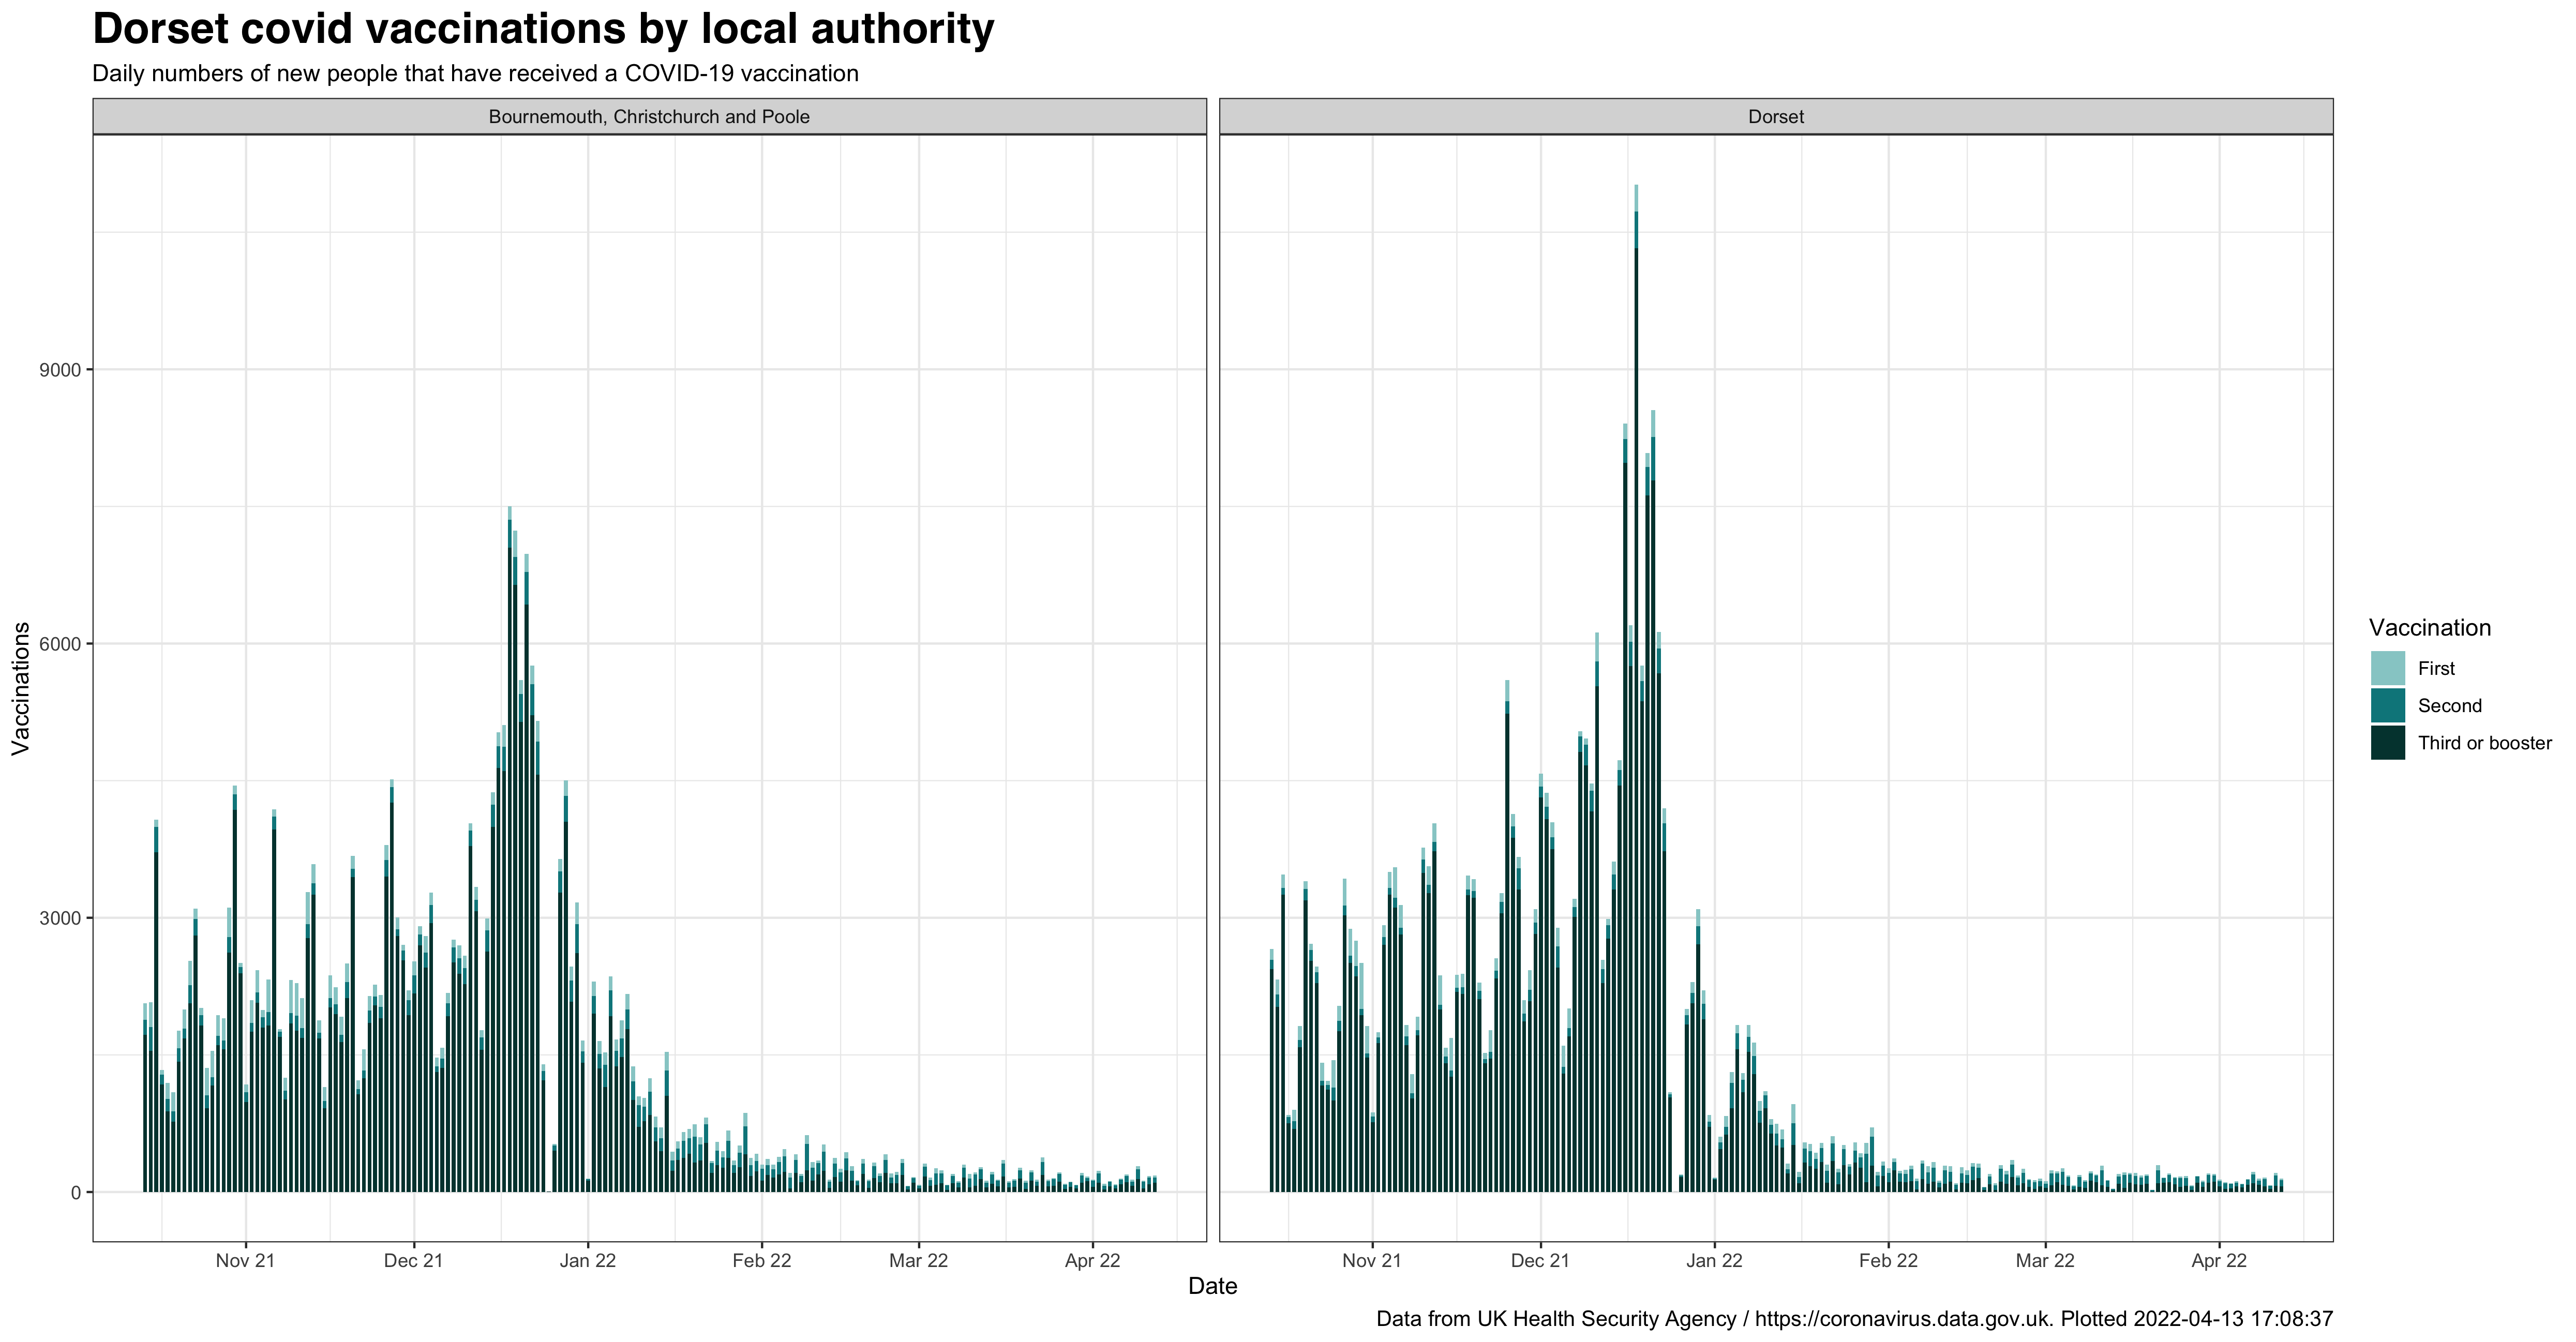 Dorset covid vaccinations by local authority
Daily numbers of new people that have received a COVID-19 vaccination
Bournemouth, Christchurch and Poole
Dorset
Vaccinations
9000
6000
3000
0
Nov 21
Dec 21
Jan 22
Feb 22
Mar 22
Apr 22
Nov 21
Dec 21
Jan 22
Feb 22
Mar 22
Apr 22
Date
Vaccination
First
Second
Third or booster
Data from UK Health Security Agency / https://coronavirus.data.gov.uk. Plotted 2022-04-13 17:08:37